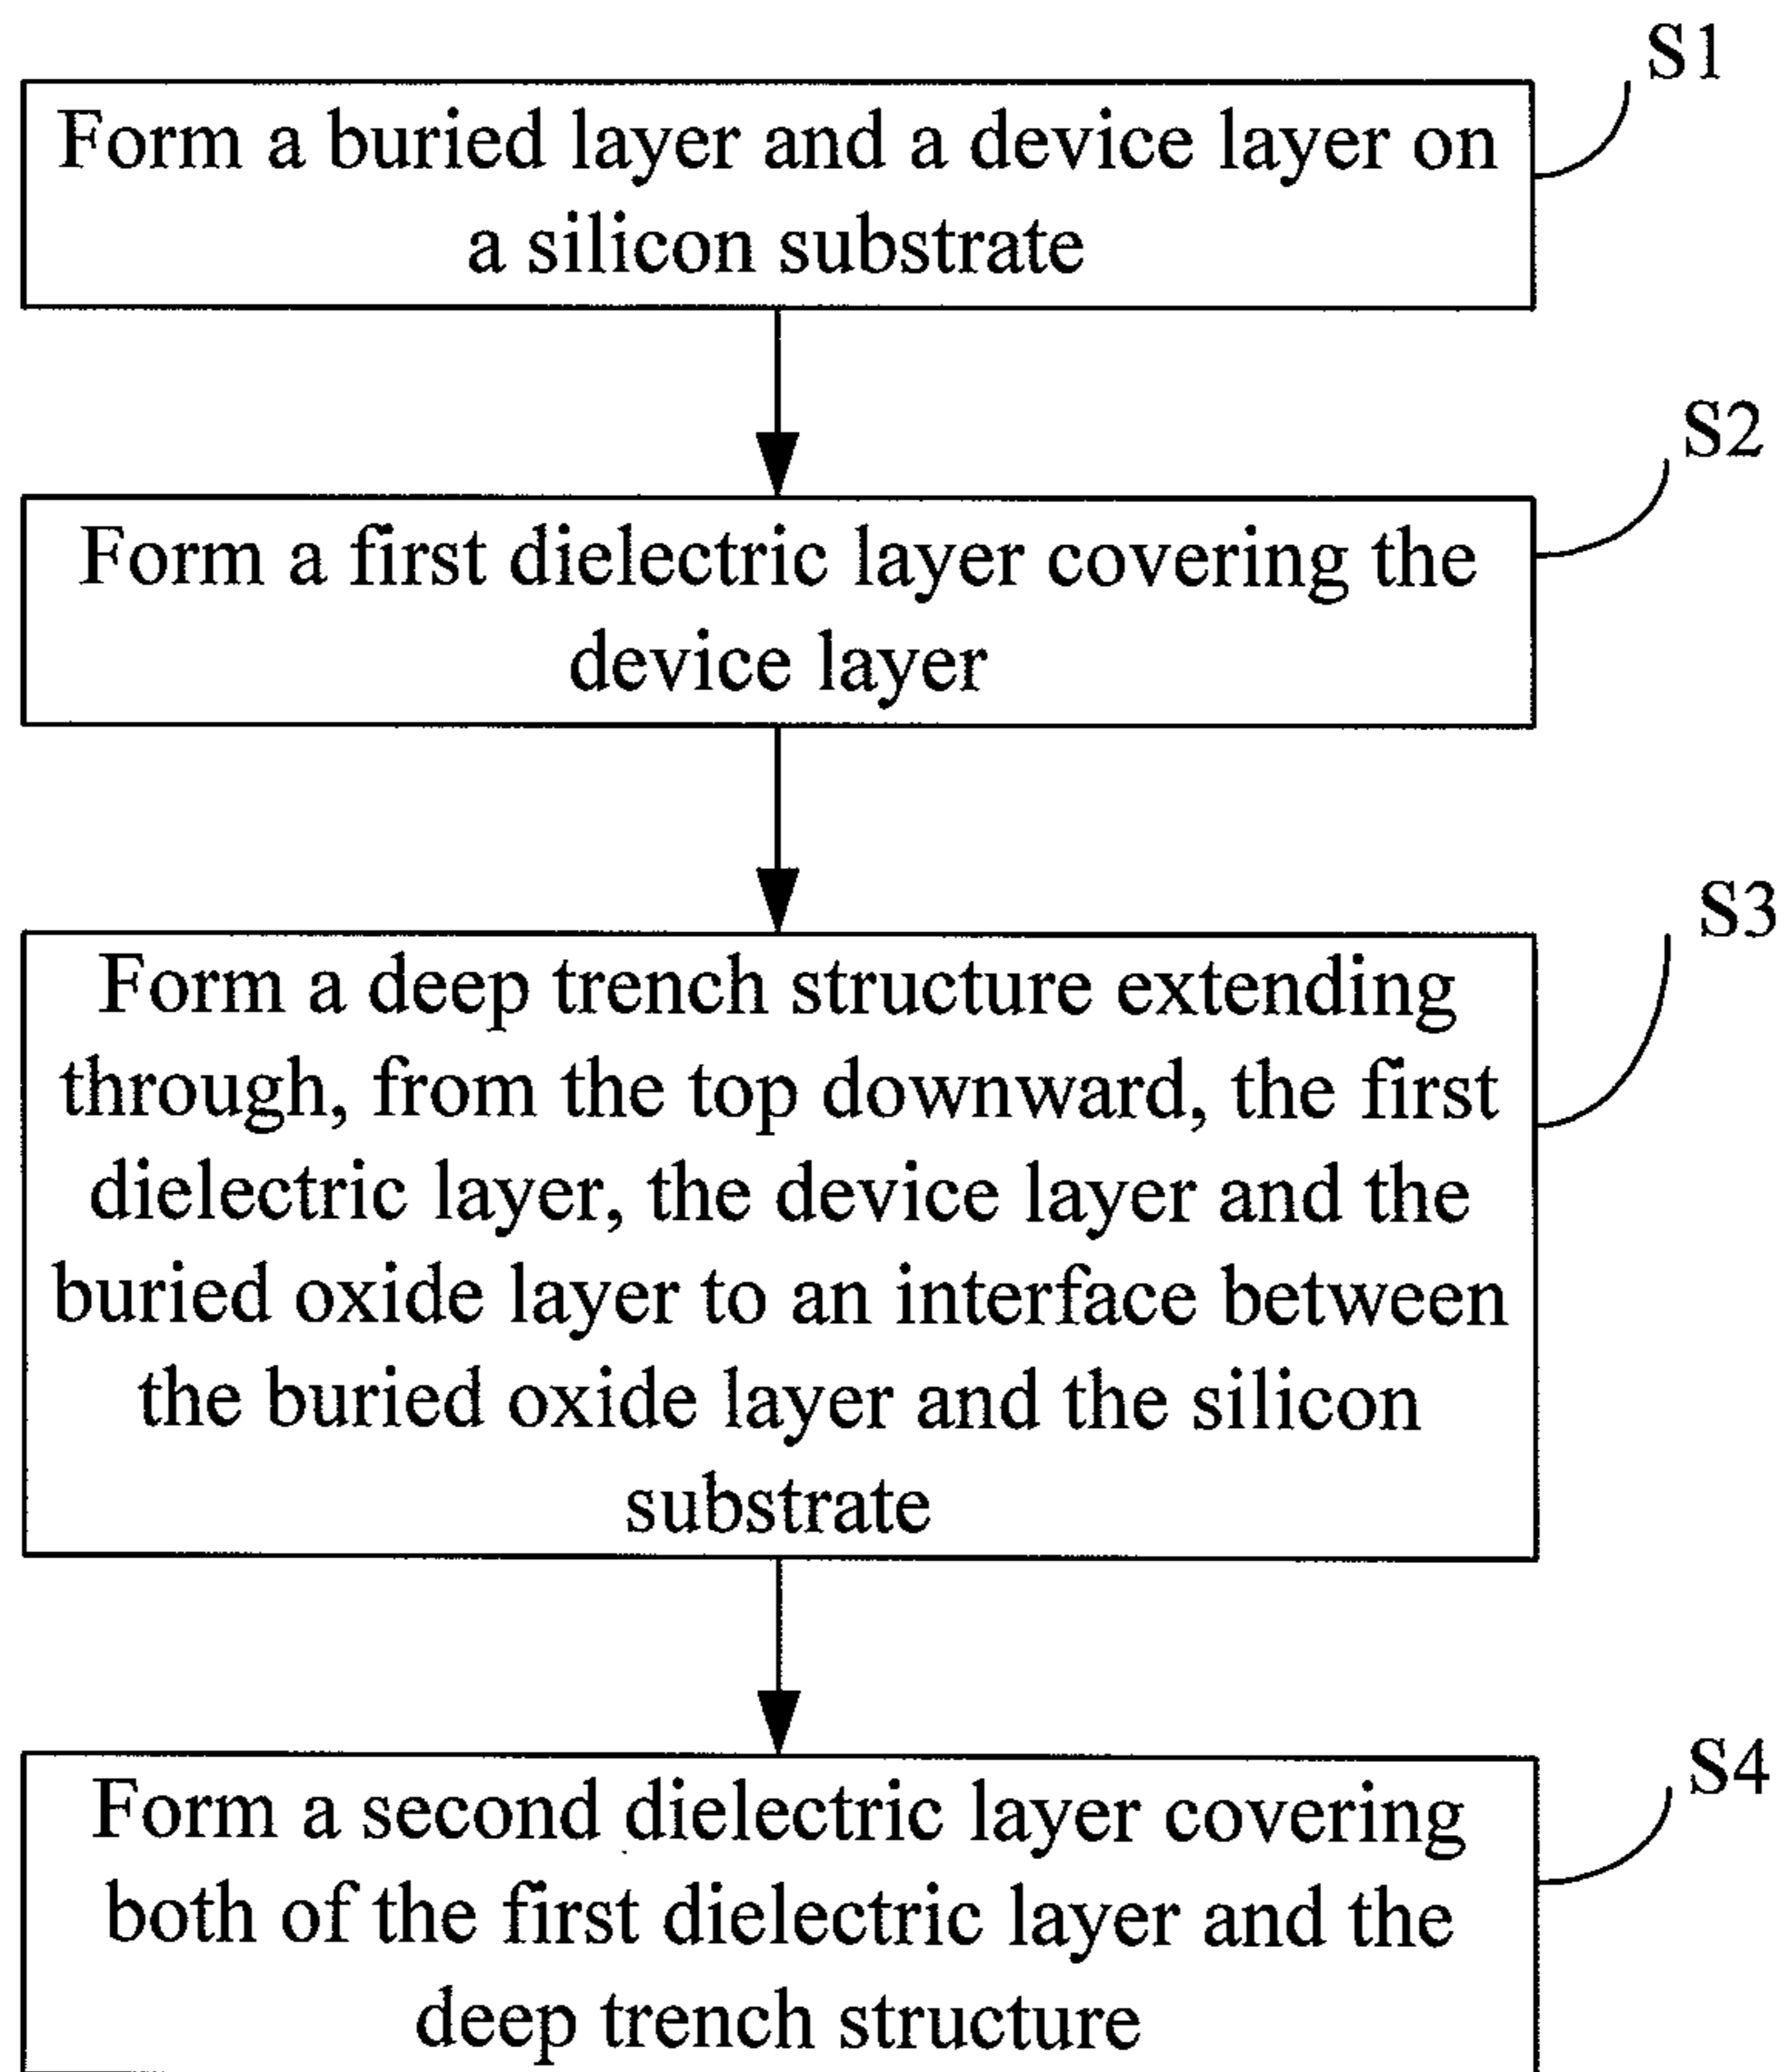 S1
Form a buried layer and a device layer on
a silicon substrate
S2
Form a first dielectric layer covering the
device layer
S3
Form a deep trench structure extending
through, from the top downward, the first
dielectric layer, the device layer and the
buried oxide layer to an interface between
the buried oxide layer and the silicon
substrate
S4
Form a second dielectric layer covering
both of the first dielectric layer and the
deep trench structure